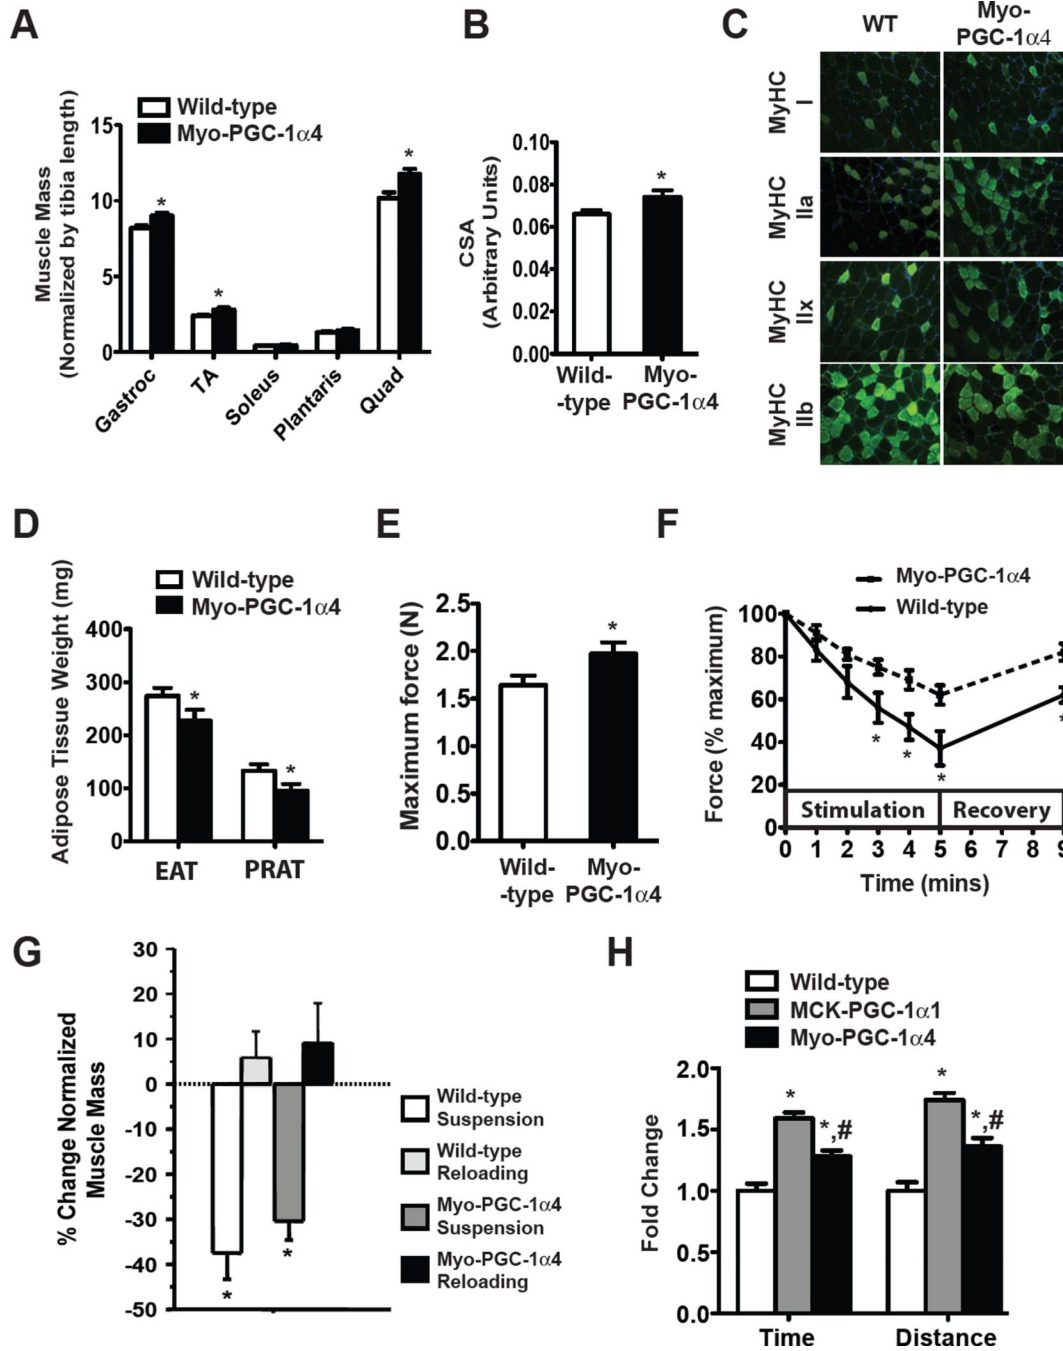 A
Wild-type
Myo-PGC-1α4
Muscle Mass
(Normalized by tibia length)
15
10
5
0
*
*
*
Gastroc
TA
Soleus
Plantaris
Quad
B
CSA
(Arbitrary Units)
0.10
0.08
0.06
0.04
0.02
0.00
*
Wild-
-type
Myo-
PGC-1α4
C
WT
Myo-
PGC-1α4
MyHC
I
MyHC
IIa
MyHC
IIx
MyHC
IIb
D
Wild-type
Myo-PGC-1α4
Adipose Tissue Weight (mg)
400
300
200
100
0
*
*
EAT
PRAT
E
Maximum force (N)
2.5
2.0
1.5
1.0
0.5
0.0
*
Wild-
-type
Myo-
PGC-1α4
F
Myo-PGC-1α4
Wild-type
Force (% maximum)
100
80
60
40
20
0
*
*
*
*
Stimulation
Recovery
0 1 2 3 4 5 6 7 8 9
Time (mins)
G
% Change Normalized
Muscle Mass
30
20
10
0
-10
-20
-30
-40
-50
*
*
Wild-type
Suspension
Wild-type
Reloading
Myo-PGC-1α4
Suspension
Myo-PGC-1α4
Reloading
H
Wild-type
MCK-PGC-1α1
Myo-PGC-1α4
Fold Change
2.0
1.5
1.0
0.5
0.0
*
*,#
*
*,#
Time
Distance